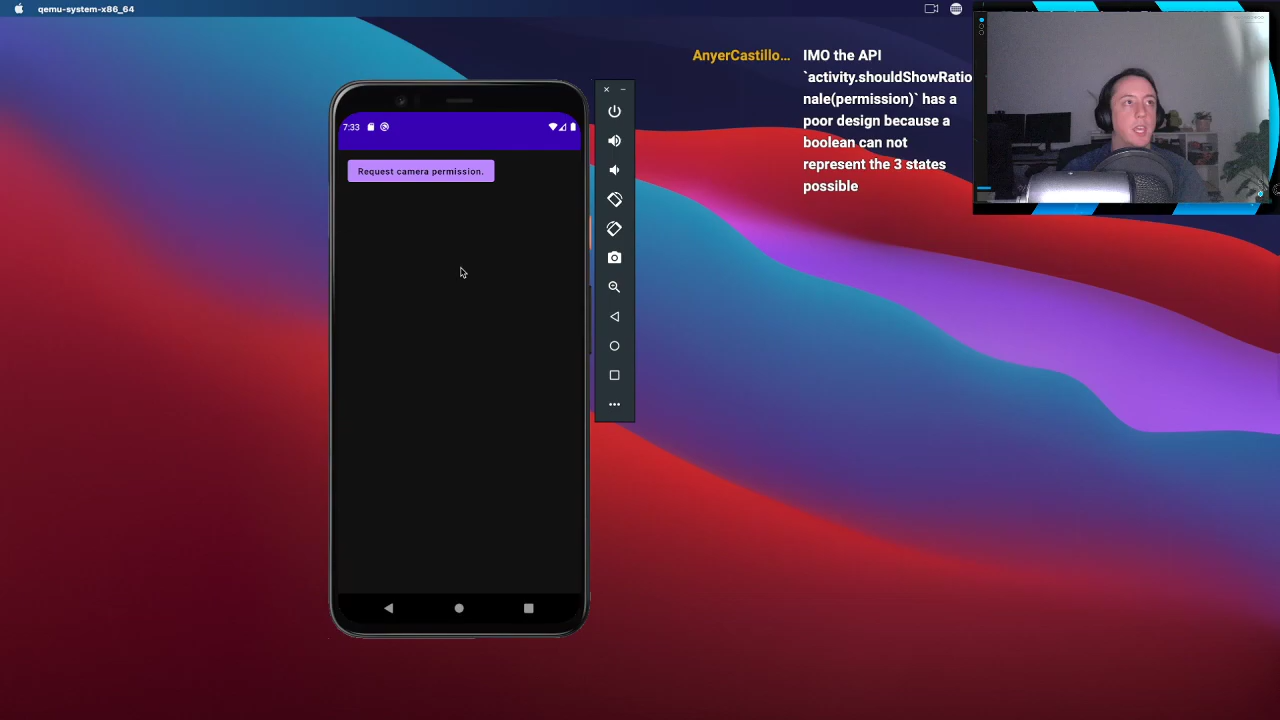 qemu-system-x86_64
AnyerCastillo... IMO the API
`activity.shouldShowRatio
nale(permission)` has a
poor design because a
boolean can not
represent the 3 states
possible
7:33
Request camera permission.